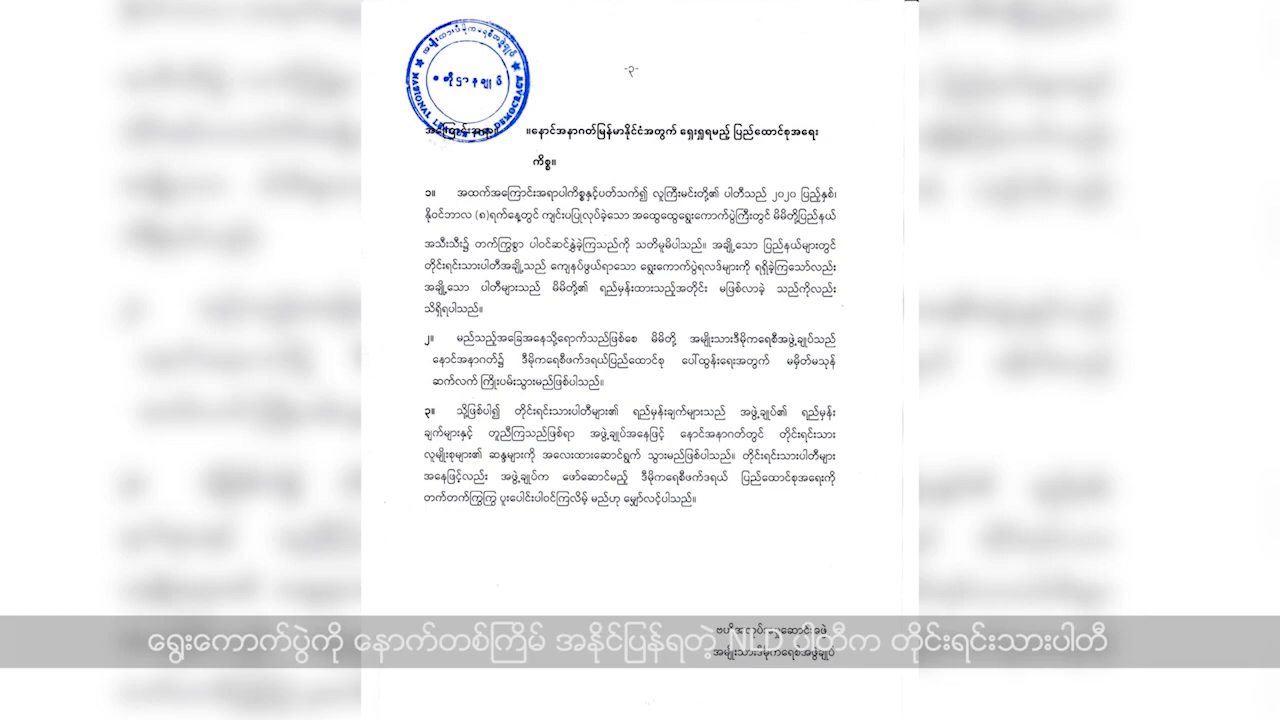 အမျိုးသားဒီမိုကရေစီအဖွဲ့ချုပ်
ဗဟိုဌာနချုပ်
NATIONAL LEAGUE FOR DEMOCRACY
-၃-
အကြောင်းအရာ။ ။နောင်အနာဂတ်မြန်မာနိုင်ငံအတွက် ရှေးရှုရမည့် ပြည်ထောင်စုအရေး
ကိစ္စ။
၁။ အထက်အကြောင်းအရာပါကိစ္စနှင့်ပတ်သက်၍ လူကြီးမင်းတို့၏ ပါတီသည် ၂၀၂၀ ပြည့်နှစ်၊
နိုဝင်ဘာလ (၈)ရက်နေ့တွင် ကျင်းပပြုလုပ်ခဲ့သော အထွေထွေရွေးကောက်ပွဲကြီးတွင် မိမိတို့ပြည်နယ်
အသီးသီး၌ တက်ကြွစွာ ပါဝင်ဆင်နွှဲခဲ့ကြသည်ကို သတိမူမိပါသည်။ အချို့သော ပြည်နယ်များတွင်
တိုင်းရင်းသားပါတီအချို့သည် ကျေနပ်ဖွယ်ရာသော ရွေးကောက်ပွဲရလဒ်များကို ရရှိခဲ့ကြသော်လည်း
အချို့သော ပါတီများသည် မိမိတို့၏ ရည်မှန်းထားသည့်အတိုင်း မဖြစ်လာခဲ့ သည်ကိုလည်း
သိရှိရပါသည်။
၂။ မည်သည့်အခြေအနေသို့ရောက်သည်ဖြစ်စေ မိမိတို့ အမျိုးသားဒီမိုကရေစီအဖွဲ့ချုပ်သည်
နောင်အနာဂတ်၌ ဒီမိုကရေစီဖက်ဒရယ်ပြည်ထောင်စု ပေါ်ထွန်းရေးအတွက် မမှိတ်မသုန်
ဆက်လက် ကြိုးပမ်းသွားမည်ဖြစ်ပါသည်။
၃။ သို့ဖြစ်ပါ၍ တိုင်းရင်းသားပါတီများ၏ ရည်မှန်းချက်များသည် အဖွဲ့ချုပ်၏ ရည်မှန်း
ချက်များနှင့် တူညီကြသည်ဖြစ်ရာ အဖွဲ့ချုပ်အနေဖြင့် နောင်အနာဂတ်တွင် တိုင်းရင်းသား
လူမျိုးစုများ၏ ဆန္ဒများကို အလေးထားဆောင်ရွက် သွားမည်ဖြစ်ပါသည်။ တိုင်းရင်းသားပါတီများ
အနေဖြင့်လည်း အဖွဲ့ချုပ်က ဖော်ဆောင်မည့် ဒီမိုကရေစီဖက်ဒရယ် ပြည်ထောင်စုအရေးကို
တက်တက်ကြွကြွ ပူးပေါင်းပါဝင်ကြလိမ့် မည်ဟု မျှော်လင့်ပါသည်။
ဗဟိုအလုပ်အမှုဆောင်အဖွဲ့
ရွေးကောက်ပွဲကို နောက်တစ်ကြိမ် အနိုင်ပြန်ရတဲ့ NLD ပါတီက တိုင်းရင်းသားပါတီ
အမျိုးသားဒီမိုကရေစီအဖွဲ့ချုပ်